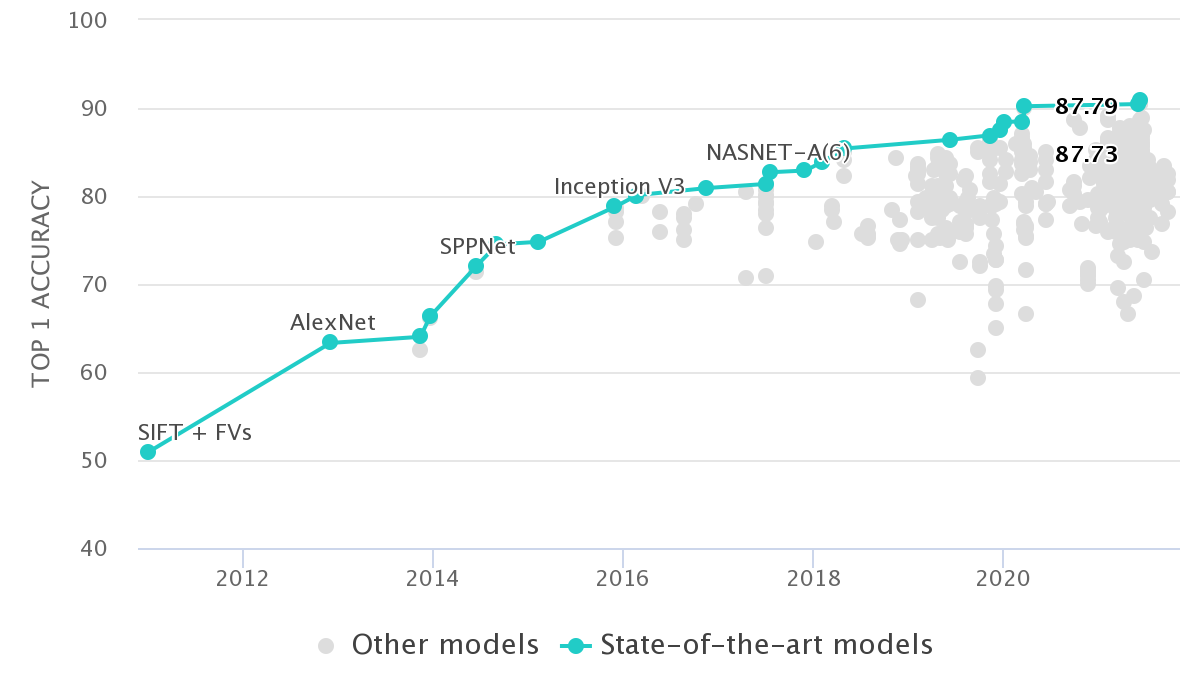 100
90
80
70
60
50
40
TOP 1 ACCURACY
SIFT + FVs
AlexNet
SPPNet
Inception V3
NASNET-A(6)
87.79
87.73
2012 2014 2016 2018 2020
Other models State-of-the-art models